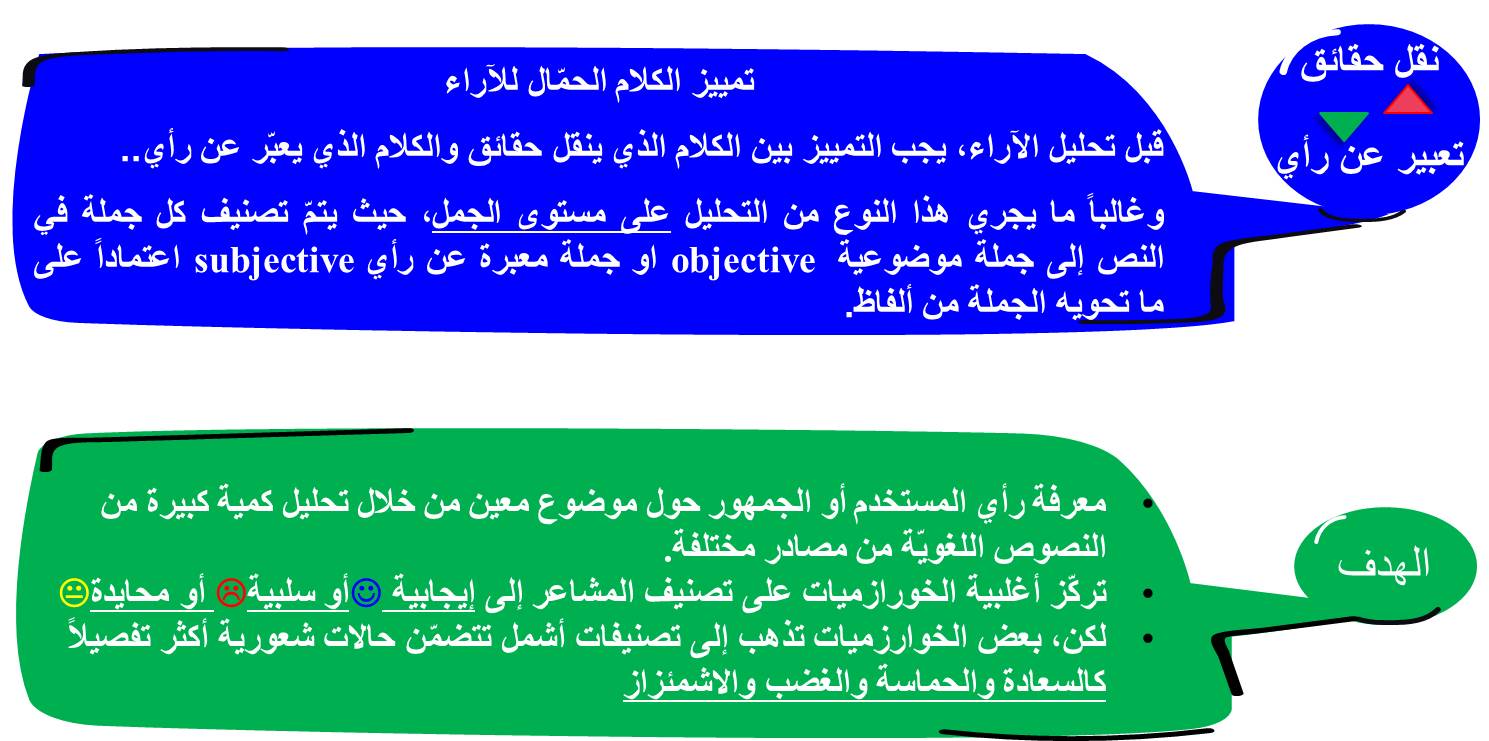 نقل حقائق
تعبير عن رأي
تمييز الكلام الحمّال للآراء
قبل تحليل الآراء، يجب التمييز بين الكلام الذي ينقل حقائق والكلام الذي يعبّر عن رأي..
وغالباً ما يجري هذا النوع من التحليل على مستوى الجمل، حيث يتمّ تصنيف كل جملة في
النص إلى جملة موضوعية objective او جملة معبرة عن رأي subjective اعتماداً على
ما تحويه الجملة من ألفاظ.
الهدف
• معرفة رأي المستخدم أو الجمهور حول موضوع معين من خلال تحليل كمية كبيرة من
النصوص اللغويّة من مصادر مختلفة.
• تركّز أغلبية الخورازميات على تصنيف المشاعر إلى إيجابية أو سلبية أو محايدة
• لكن، بعض الخوارزميات تذهب إلى تصنيفات أشمل تتضمّن حالات شعورية أكثر تفصيلاً
كالسعادة والحماسة والغضب والاشمئزاز